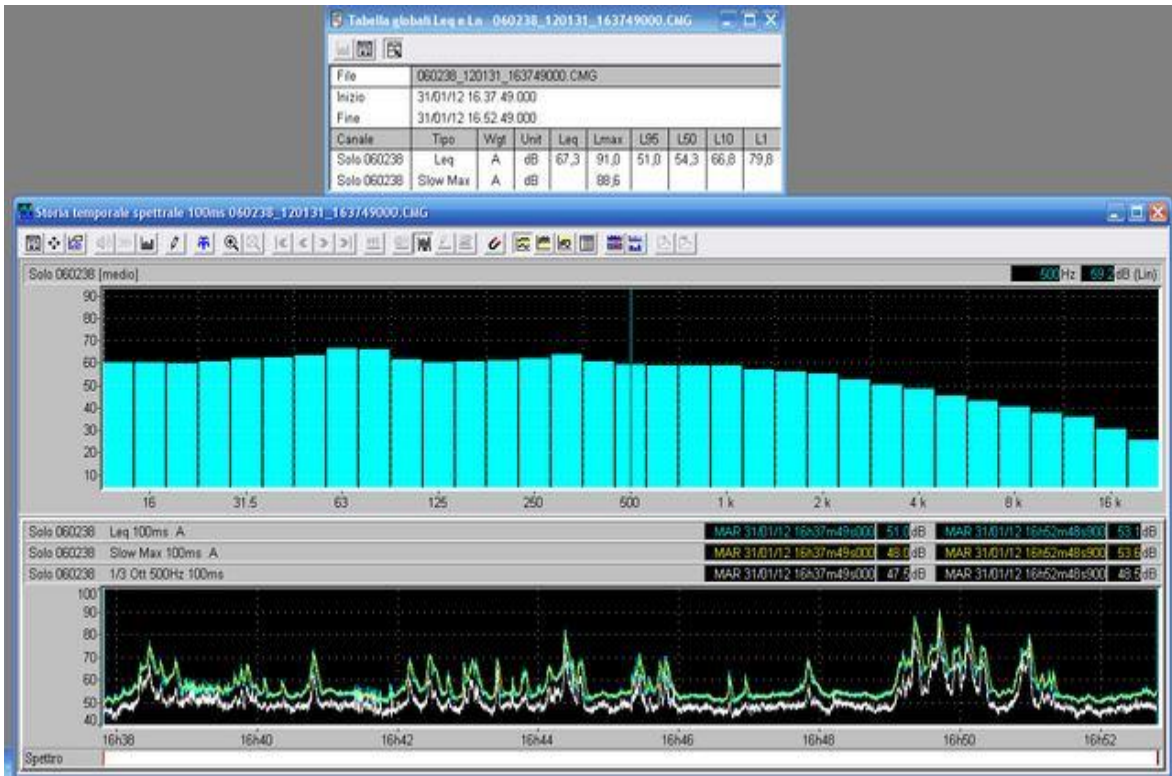 Tabella globali Leq e Ln 060238_120131_163749000.CMG
File 060238_120131_163749000.CMG
Inizio 31/01/12 16.37.49.000
Fine 31/01/12 16.52.49.000
Canale Tipo Wgt Unit Leq Lmax L95 L50 L10 L1
Solo 060238 Leq A dB 67,3 91,0 51,0 54,3 66,8 79,8
Solo 060238 Slow Max A dB 88,6
Storia temporale spettrale 100ms 060238_120131_163749000.CMG
Solo 060238 [medio] 500 Hz 59.2 dB (Lin)
90
80
70
60
50
40
30
20
10
16 31.5 63 125 250 500 1 k 2 k 4 k 8 k 16 k
Solo 060238 Leq 100ms A MAR 31/01/12 16h37m49s000 51.0 dB MAR 31/01/12 16h52m48s900 53.1 dB
Solo 060238 Slow Max 100ms A MAR 31/01/12 16h37m49s000 48.0 dB MAR 31/01/12 16h52m48s900 53.6 dB
Solo 060238 1/3 Ott 500Hz 100ms MAR 31/01/12 16h37m49s000 47.5 dB MAR 31/01/12 16h52m48s900 48.5 dB
100
90
80
70
60
50
40
16h38 16h40 16h42 16h44 16h46 16h48 16h50 16h52
Spettro